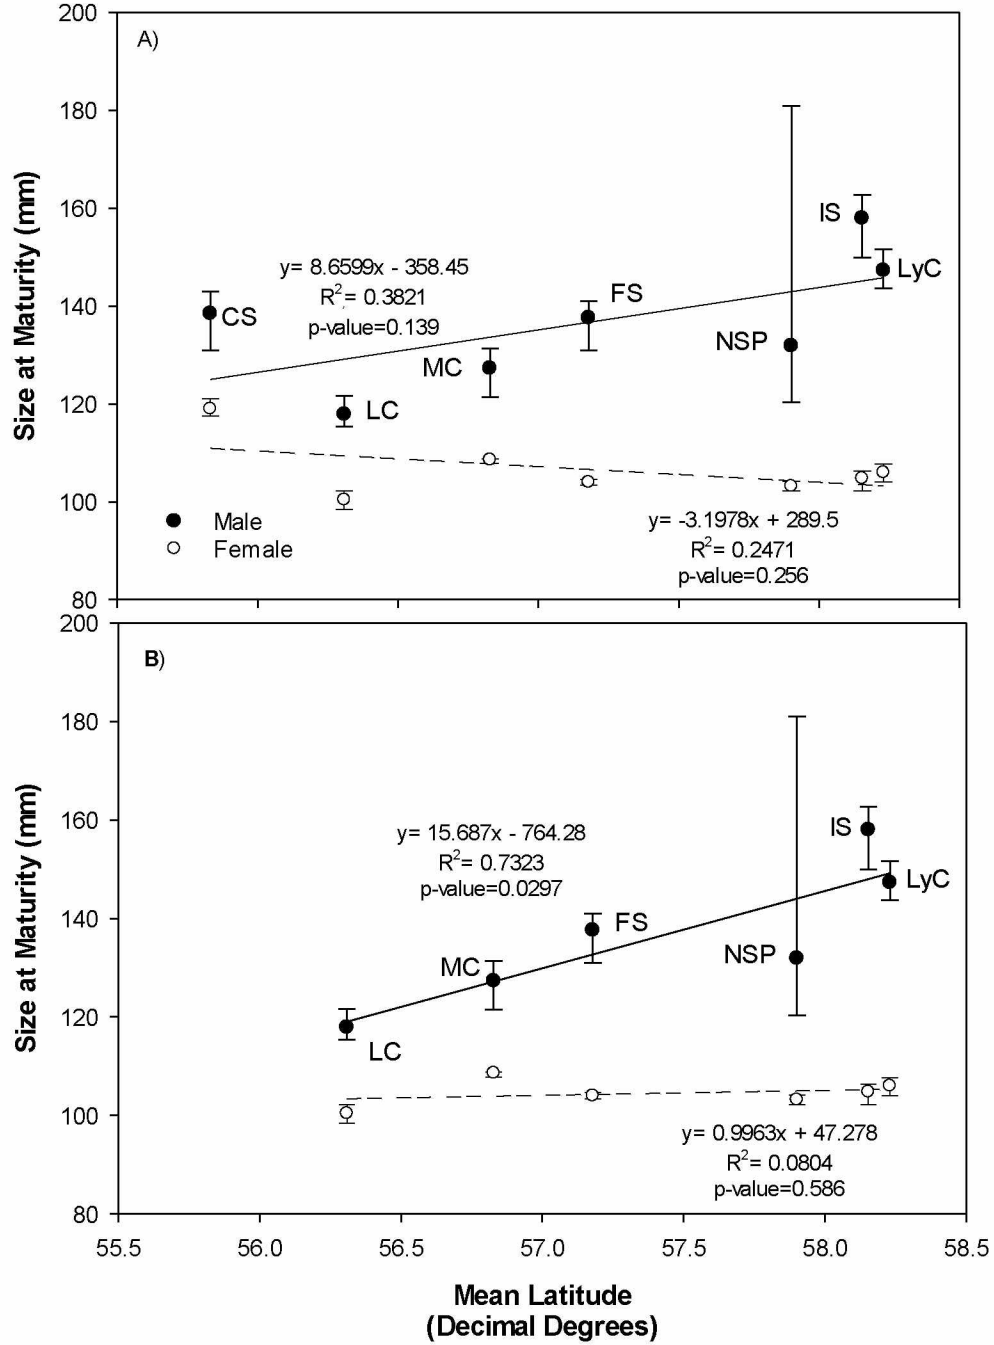 200
A)
180
160
140
120
100
80
Size at Maturity (mm)
IS
LyC
y= 8.6599x - 358.45
R2= 0.3821
p-value=0.139
FS
CS
NSP
MC
LC
Male
Female
y= -3.1978x + 289.5
R2= 0.2471
p-value=0.256
200
B)
180
160
140
120
100
80
Size at Maturity (mm)
y= 15.687x - 764.28
R2= 0.7323
p-value=0.0297
IS
LyC
FS
MC
NSP
LC
y= 0.9963x + 47.278
R2= 0.0804
p-value=0.586
55.5 56.0 56.5 57.0 57.5 58.0 58.5
Mean Latitude
(Decimal Degrees)